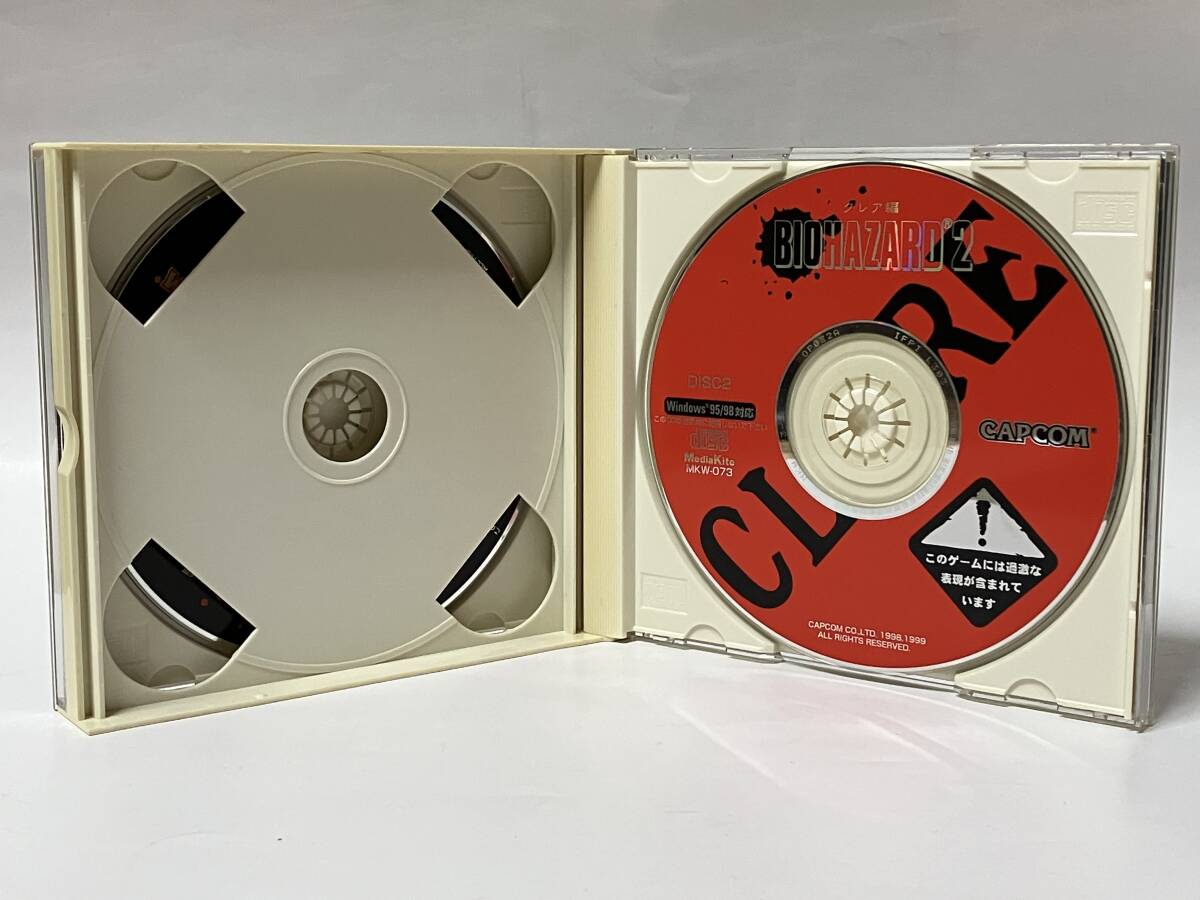 クレア編
BIOHAZARD®2
CLAIRE
DISC2
Windows®95/98対応
MediaKite
MKW-073
IFPI L303
CAPCOM®
このゲームには過激な
表現が含まれて
います
CAPCOM CO.,LTD. 1998,1999
ALL RIGHTS RESERVED.